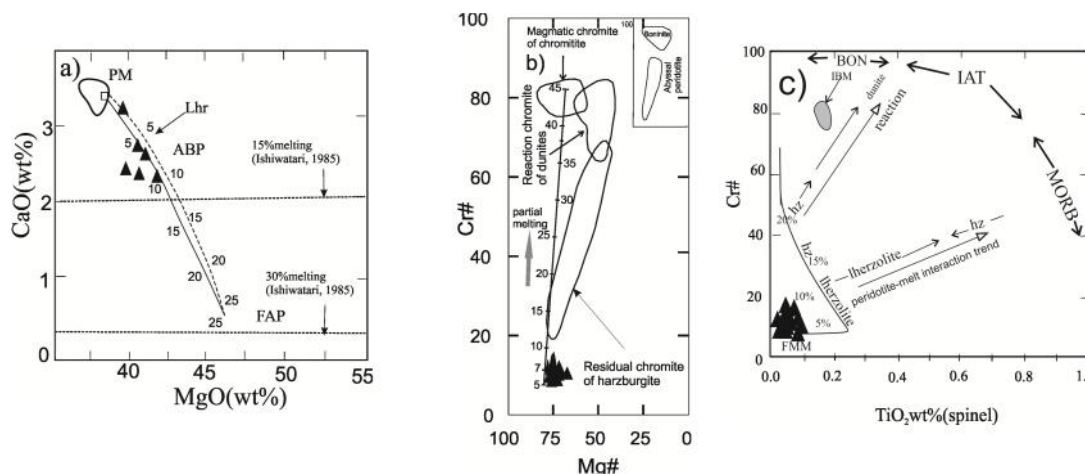 a)
PM
Lhr
5
5
ABP
10
10
15
15
20
20
25
25
15%melting
(Ishiwatari, 1985)
30%melting
(Ishiwatari, 1985)
FAP
CaO(wt%)
3
2
1
0
40
45
50
55
MgO(wt%)
b)
Magmatic chromite
of chromitite
100
Boninite
Abyssal peridotite
Reaction chromite
of dunites
partial
melting
45
40
35
30
25
20
15
10
7
5
Residual chromite
of harzburgite
Cr#
100
80
60
40
20
0
100
75
50
25
0
Mg#
c)
BON
IBM
IAT
MORB
dunite
reaction
hz
20%
hz
15%
lherzolite
10%
5%
FMM
lherzolite
hz
peridotite-melt interaction trend
Cr#
100
80
60
40
20
0
0.0
0.2
0.4
0.6
0.8
1.0
TiO₂wt%(spinel)